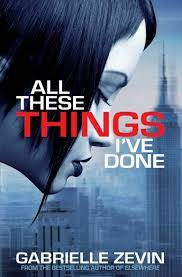 ALL
THESE
THINGS
I'VE
DONE
GABRIELLE ZEVIN
FROM THE BESTSELLING AUTHOR OF ELSEWHERE